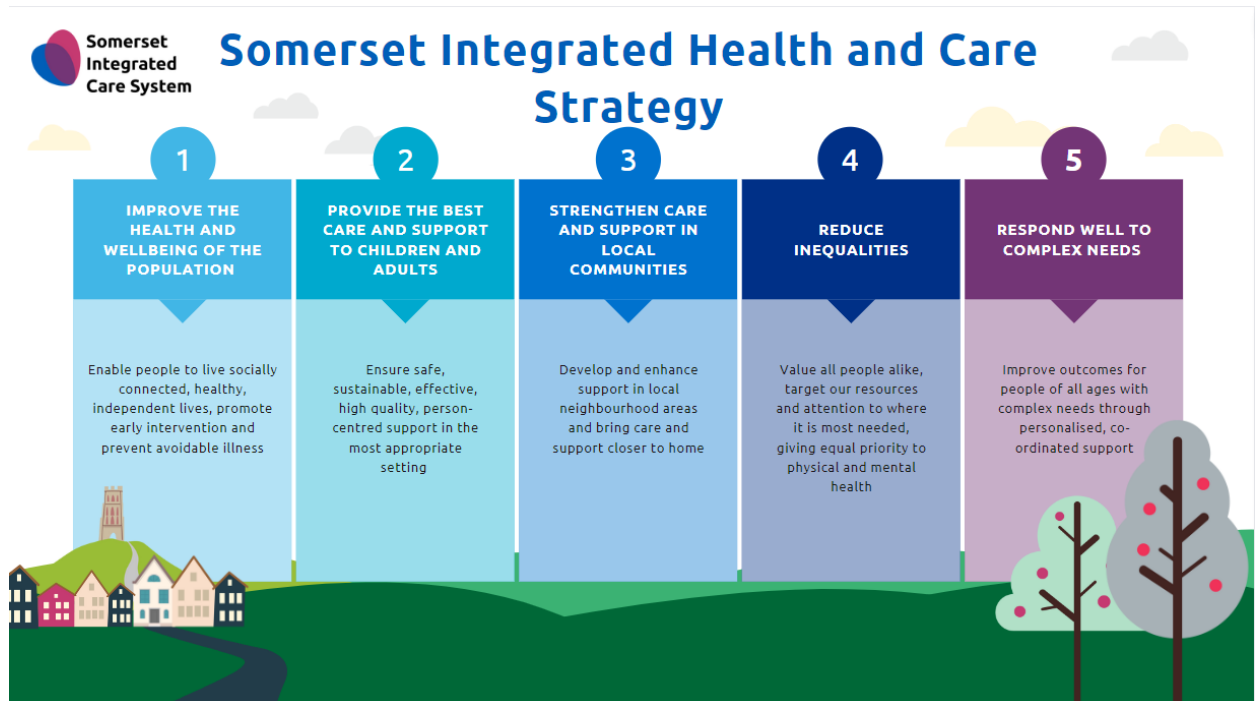 Somerset
Integrated
Care System
Somerset Integrated Health and Care
Strategy
1
IMPROVE THE
HEALTH AND
WELLBEING OF THE
POPULATION
Enable people to live socially
connected, healthy,
independent lives, promote
early intervention and
prevent avoidable illness
2
PROVIDE THE BEST
CARE AND SUPPORT
TO CHILDREN AND
ADULTS
Ensure safe,
sustainable, effective,
high quality, person-
centred support in the
most appropriate
setting
3
STRENGTHEN CARE
AND SUPPORT IN
LOCAL
COMMUNITIES
Develop and enhance
support in local
neighbourhood areas
and bring care and
support closer to home
4
REDUCE
INEQUALITIES
Value all people alike,
target our resources
and attention to where
it is most needed,
giving equal priority to
physical and mental
health
5
RESPOND WELL TO
COMPLEX NEEDS
Improve outcomes for
people of all ages with
complex needs through
personalised, co-
ordinated support